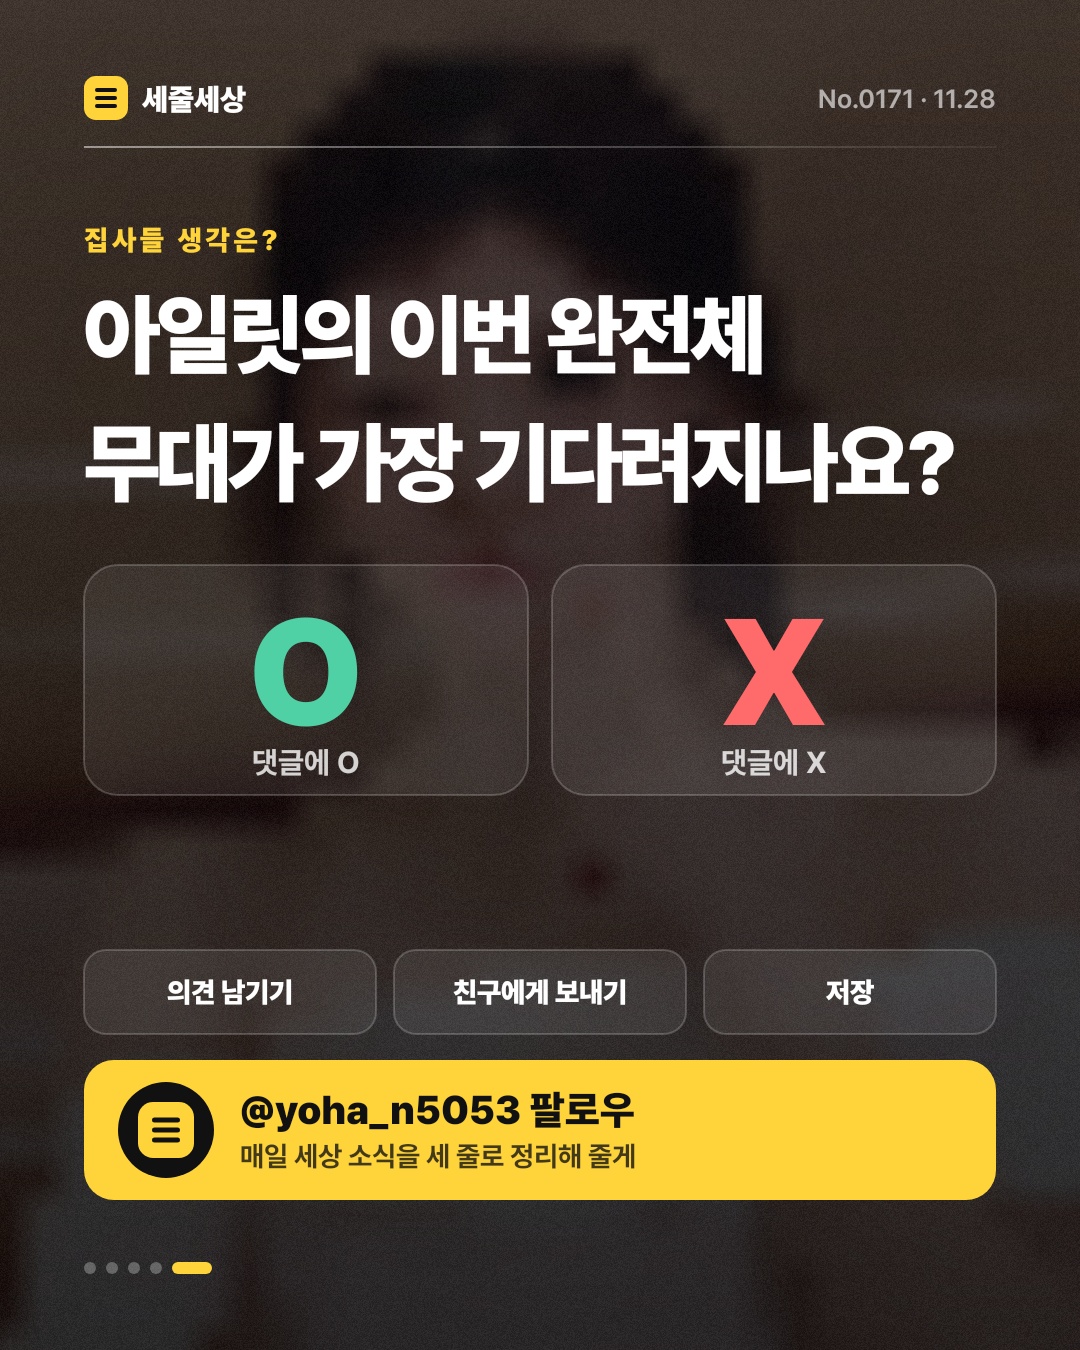 세줄세상
No.0171 · 11.28
집사들 생각은?
아일릿의 이번 완전체
무대가 가장 기다려지나요?
O
댓글에 O
X
댓글에 X
의견 남기기
친구에게 보내기
저장
@yoha_n5053 팔로우
매일 세상 소식을 세 줄로 정리해 줄게